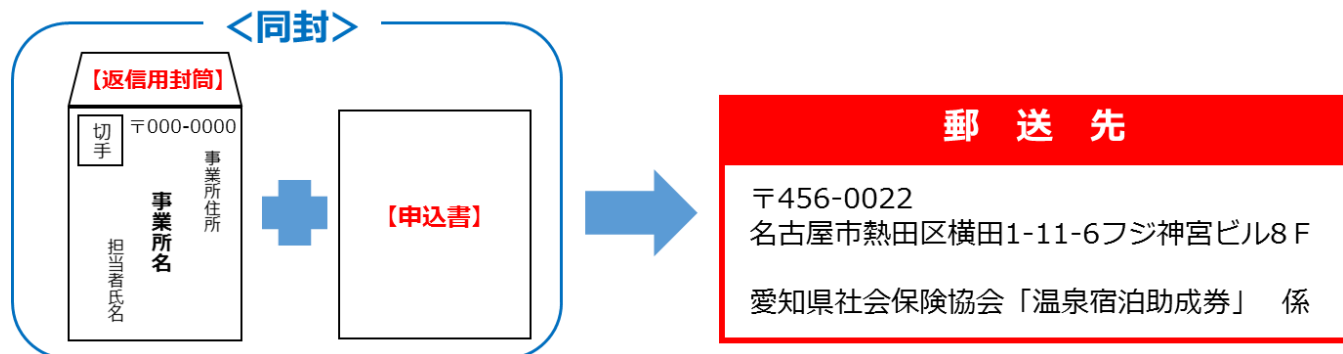 ＜同封＞
【返信用封筒】
切手
〒000-0000
事業所住所
事業所名
担当者氏名
【申込書】
郵 送 先
〒456-0022
名古屋市熱田区横田1-11-6フジ神宮ビル8Ｆ
愛知県社会保険協会「温泉宿泊助成券」　係